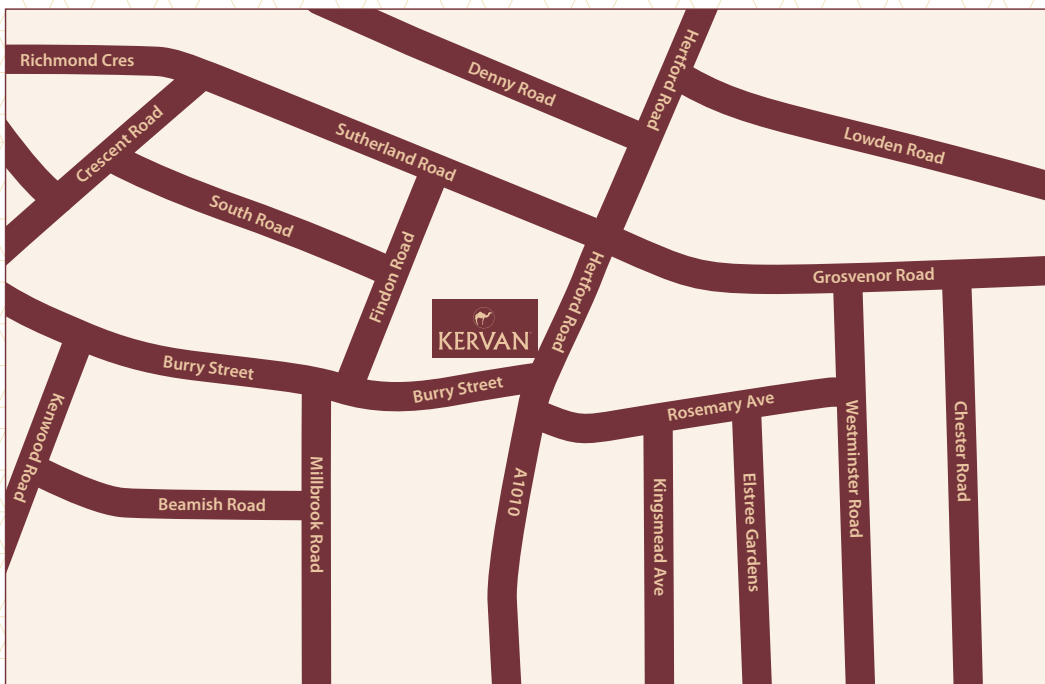 Richmond Cres
Denny Road
Hertford Road
Crescent Road
Sutherland Road
Lowden Road
South Road
Findon Road
Hertford Road
Grosvenor Road
KERVAN
Burry Street
Burry Street
Rosemary Ave
Kenwood Road
Westminster Road
Chester Road
Millbrook Road
A1010
Kingsmead Ave
Elstree Gardens
Beamish Road